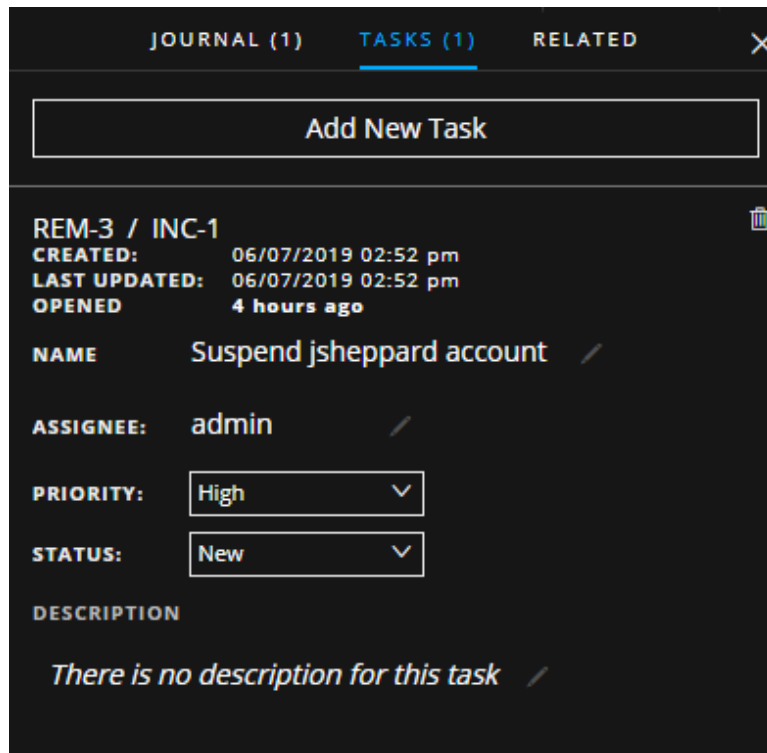 JOURNAL (1) TASKS (1) RELATED
Add New Task
REM-3 / INC-1
CREATED: 06/07/2019 02:52 pm
LAST UPDATED: 06/07/2019 02:52 pm
OPENED 4 hours ago
NAME Suspend jsheppard account
ASSIGNEE: admin
PRIORITY: High
STATUS: New
DESCRIPTION
There is no description for this task